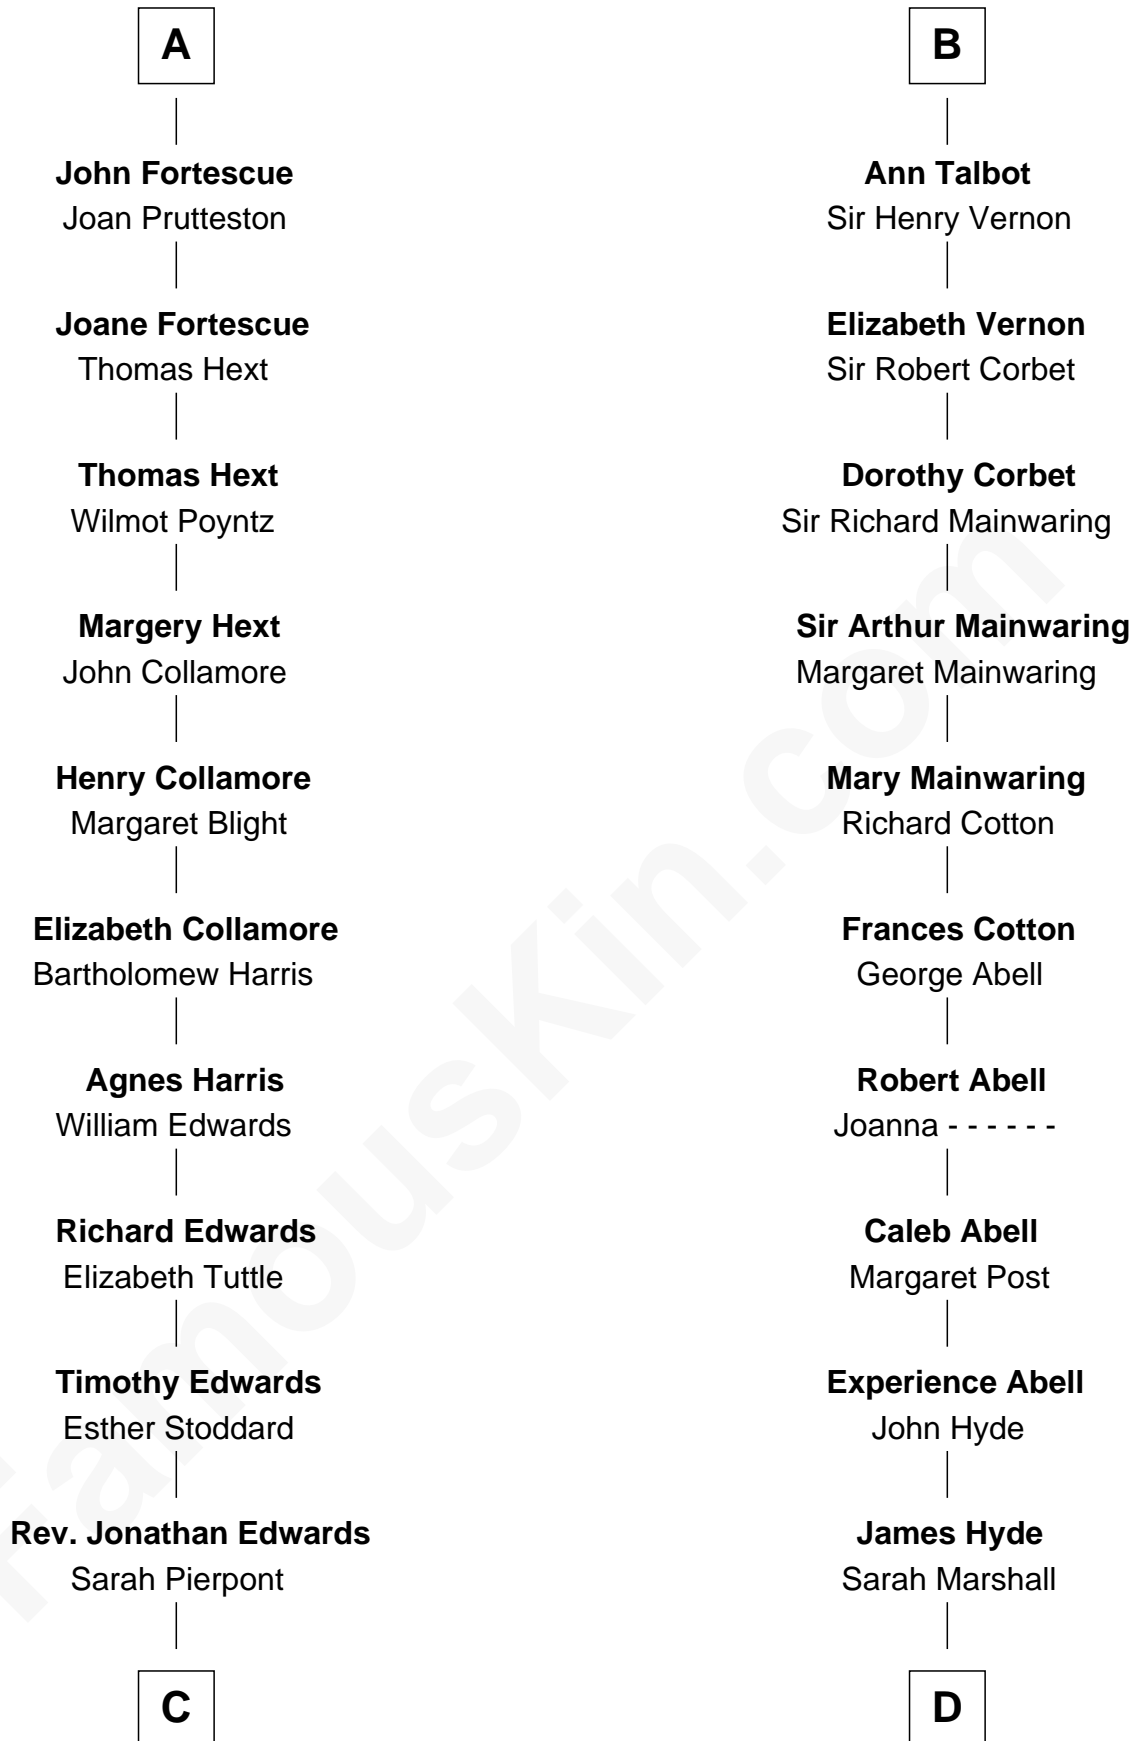 A
John Fortescue
Joan Prutteston
Joane Fortescue
Thomas Hext
Thomas Hext
Wilmot Poyntz
Margery Hext
John Collamore
Henry Collamore
Margaret Blight
Elizabeth Collamore
Bartholomew Harris
Agnes Harris
William Edwards
Richard Edwards
Elizabeth Tuttle
Timothy Edwards
Esther Stoddard
Rev. Jonathan Edwards
Sarah Pierpont
C
B
Ann Talbot
Sir Henry Vernon
Elizabeth Vernon
Sir Robert Corbet
Dorothy Corbet
Sir Richard Mainwaring
Sir Arthur Mainwaring
Margaret Mainwaring
Mary Mainwaring
Richard Cotton
Frances Cotton
George Abell
Robert Abell
Joanna - - - - - -
Caleb Abell
Margaret Post
Experience Abell
John Hyde
James Hyde
Sarah Marshall
D
famouskin.com